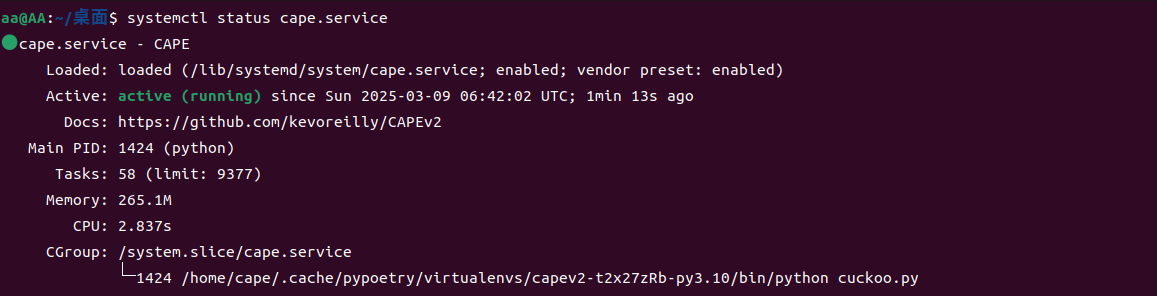 aa@AA:~/桌面$ systemctl status cape.service
●cape.service - CAPE
Loaded: loaded (/lib/systemd/system/cape.service; enabled; vendor preset: enabled)
Active: active (running) since Sun 2025-03-09 06:42:02 UTC; 1min 13s ago
Docs: https://github.com/kevoreilly/CAPEv2
Main PID: 1424 (python)
Tasks: 58 (limit: 9377)
Memory: 265.1M
CPU: 2.837s
CGroup: /system.slice/cape.service
└─1424 /home/cape/.cache/pypoetry/virtualenvs/capev2-t2x27zRb-py3.10/bin/python cuckoo.py